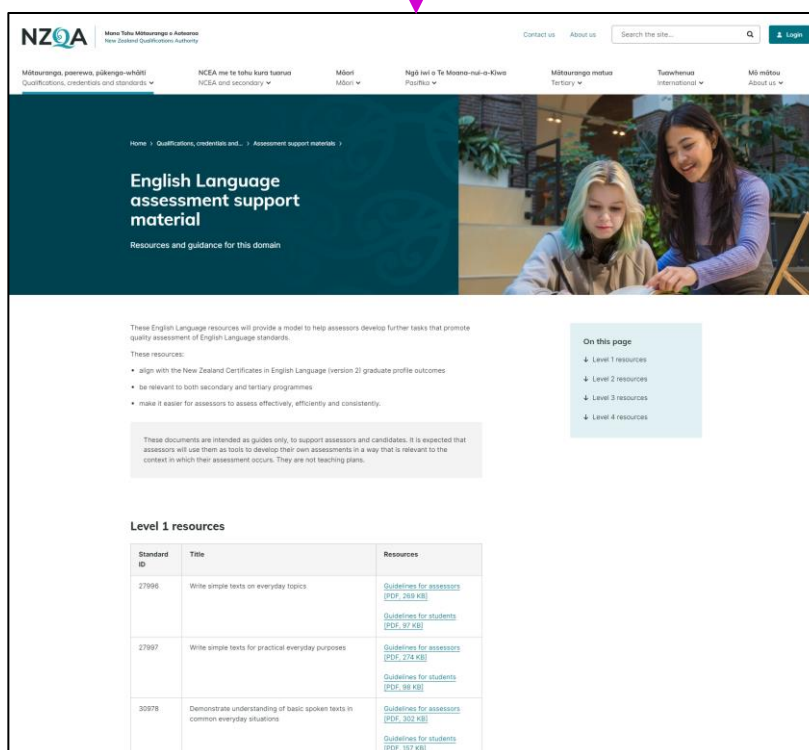 NZQA
Mana Tohu Mātauranga o Aotearoa
New Zealand Qualifications Authority
Contact us
About us
Search the site...
Login
Mātauranga, paerewa, pūkenga-whāiti
Qualifications, credentials and standards
NCEA me te tohu kura tuarua
NCEA and secondary
Māori
Māori
Ngā iwi o Te Moana-nui-a-Kiwa
Pasifika
Mātauranga matua
Tertiary
Tuawhenua
International
Mō mātou
About us
Home > Qualifications, credentials and... > Assessment support materials >
English Language
assessment support
material
Resources and guidance for this domain
These English Language resources will provide a model to help assessors develop further tasks that promote
quality assessment of English Language standards.
These resources:
• align with the New Zealand Certificates in English Language (version 2) graduate profile outcomes
• be relevant to both secondary and tertiary programmes
• make it easier for assessors to assess effectively, efficiently and consistently.
These documents are intended as guides only, to support assessors and candidates. It is expected that
assessors will use them as tools to develop their own assessments in a way that is relevant to the
context in which their assessment occurs. They are not teaching plans.
On this page
↓ Level 1 resources
↓ Level 2 resources
↓ Level 3 resources
↓ Level 4 resources
Level 1 resources
Standard
ID
Title
Resources
27996
Write simple texts on everyday topics
Guidelines for assessors
[PDF, 269 KB]
Guidelines for students
[PDF, 97 KB]
27997
Write simple texts for practical everyday purposes
Guidelines for assessors
[PDF, 274 KB]
Guidelines for students
[PDF, 98 KB]
30978
Demonstrate understanding of basic spoken texts in
common everyday situations
Guidelines for assessors
[PDF, 302 KB]
Guidelines for students
[PDF, 157 KB]